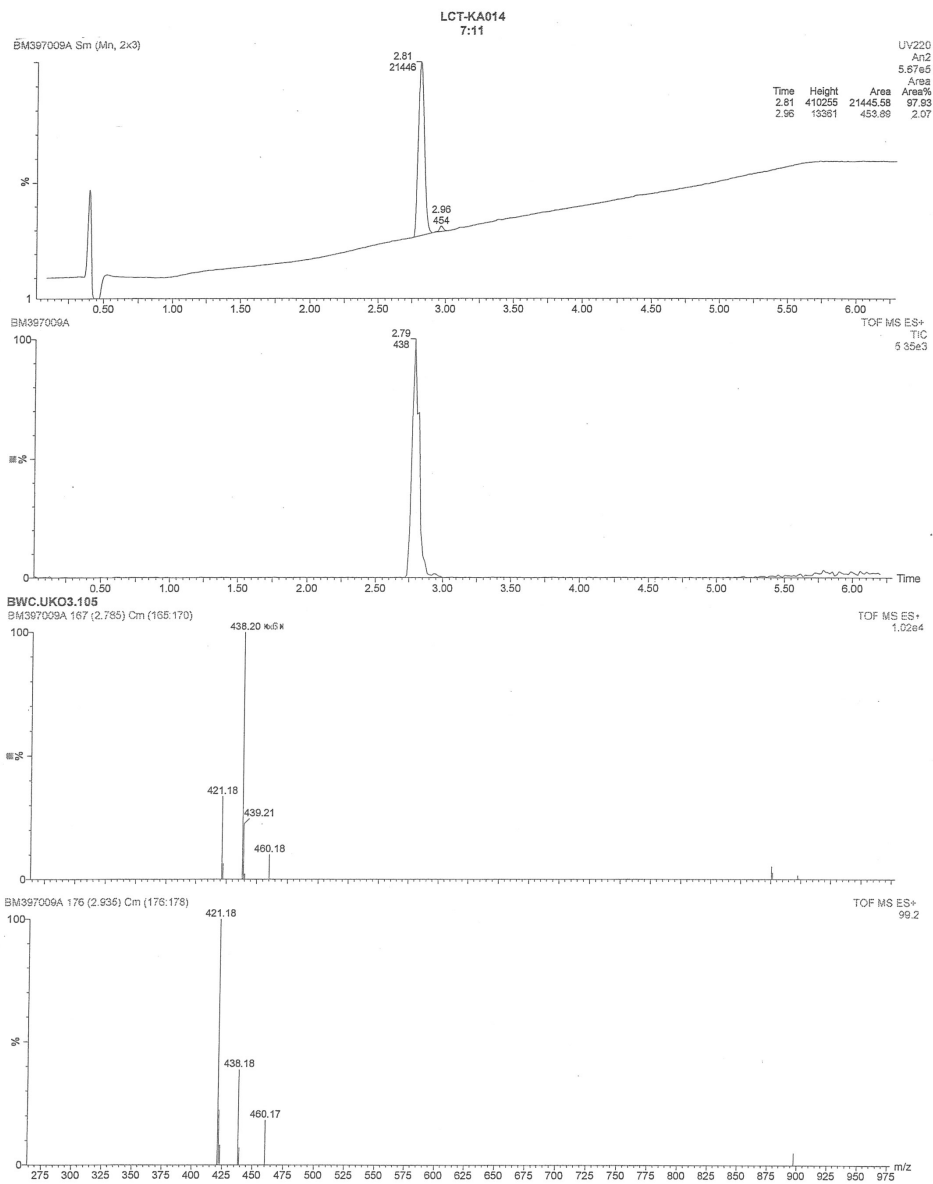 LCT-KA014
7:11
BM397009A Sm (Mn, 2x3)
UV220
An2
5.67e5
Area
Time Height Area Area%
2.81 410255 21445.58 97.93
2.96 13361 453.89 2.07
2.81
21446
2.96
454
%
1
0.50 1.00 1.50 2.00 2.50 3.00 3.50 4.00 4.50 5.00 5.50 6.00
BM397009A
TOF MS ES+
TIC
5.35e3
2.79
438
100
%
0
0.50 1.00 1.50 2.00 2.50 3.00 3.50 4.00 4.50 5.00 5.50 6.00 Time
BWC.UKO3.105
BM397009A 167 (2.785) Cm (165:170)
TOF MS ES+
1.02e4
100
438.20
421.18
439.21
460.18
%
0
BM397009A 176 (2.935) Cm (176:178)
TOF MS ES+
99.2
100
421.18
438.18
460.17
%
0
275 300 325 350 375 400 425 450 475 500 525 550 575 600 625 650 675 700 725 750 775 800 825 850 875 900 925 950 975 m/z